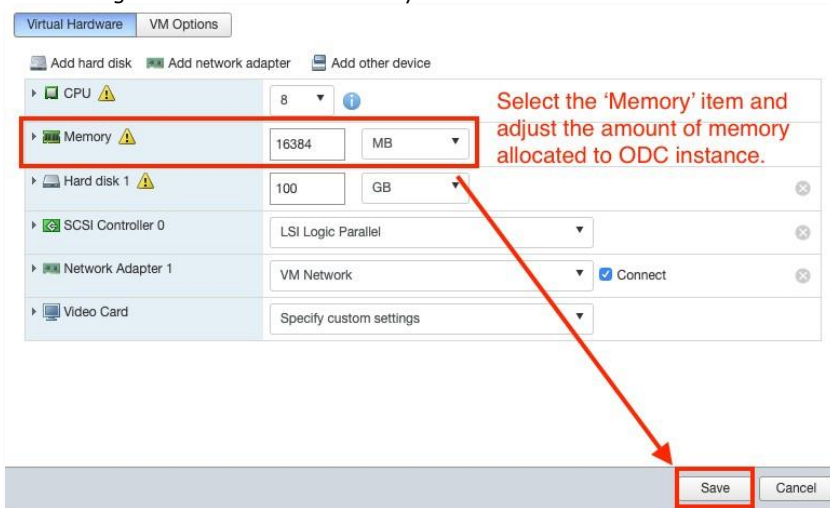 Virtual Hardware VM Options
Add hard disk Add network adapter Add other device
CPU 8
Select the ‘Memory’ item and
adjust the amount of memory
allocated to ODC instance.
Memory 16384 MB
Hard disk 1 100 GB
SCSI Controller 0 LSI Logic Parallel
Network Adapter 1 VM Network Connect
Video Card Specify custom settings
Save Cancel